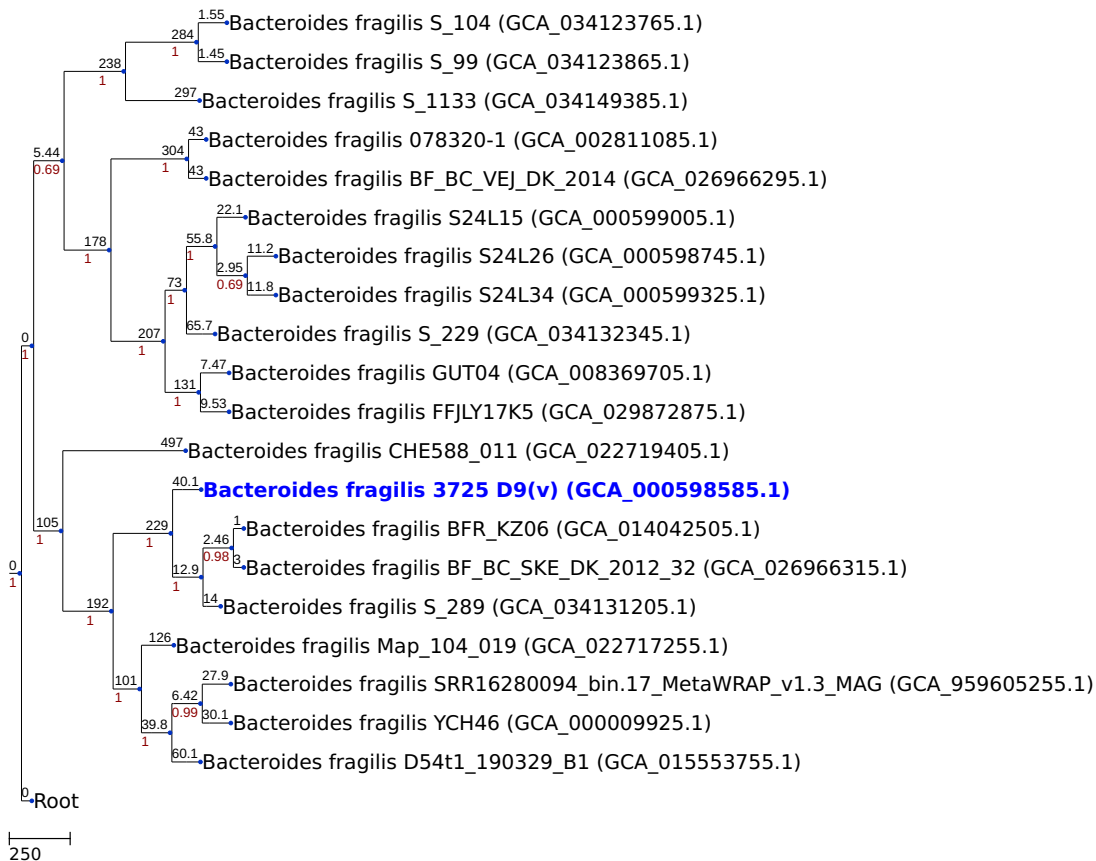 1.55
Bacteroides fragilis S_104 (GCA_034123765.1)
284
1
1.45
Bacteroides fragilis S_99 (GCA_034123865.1)
238
1
297
Bacteroides fragilis S_1133 (GCA_034149385.1)
5.44
0.69
43
Bacteroides fragilis 078320-1 (GCA_002811085.1)
304
1
43
Bacteroides fragilis BF_BC_VEJ_DK_2014 (GCA_026966295.1)
178
1
22.1
Bacteroides fragilis S24L15 (GCA_000599005.1)
55.8
1
11.2
Bacteroides fragilis S24L26 (GCA_000598745.1)
2.95
0.69
11.8
Bacteroides fragilis S24L34 (GCA_000599325.1)
73
1
65.7
Bacteroides fragilis S_229 (GCA_034132345.1)
207
1
7.47
Bacteroides fragilis GUT04 (GCA_008369705.1)
131
1
9.53
Bacteroides fragilis FFJLY17K5 (GCA_029872875.1)
0
1
497
Bacteroides fragilis CHE588_011 (GCA_022719405.1)
105
1
40.1
Bacteroides fragilis 3725 D9(v) (GCA_000598585.1)
229
1
1
Bacteroides fragilis BFR_KZ06 (GCA_014042505.1)
2.46
0.98
3
Bacteroides fragilis BF_BC_SKE_DK_2012_32 (GCA_026966315.1)
12.9
1
14
Bacteroides fragilis S_289 (GCA_034131205.1)
192
1
126
Bacteroides fragilis Map_104_019 (GCA_022717255.1)
101
1
27.9
Bacteroides fragilis SRR16280094_bin.17_MetaWRAP_v1.3_MAG (GCA_959605255.1)
6.42
0.99
30.1
Bacteroides fragilis YCH46 (GCA_000009925.1)
39.8
1
60.1
Bacteroides fragilis D54t1_190329_B1 (GCA_015553755.1)
0
1
0
Root
250